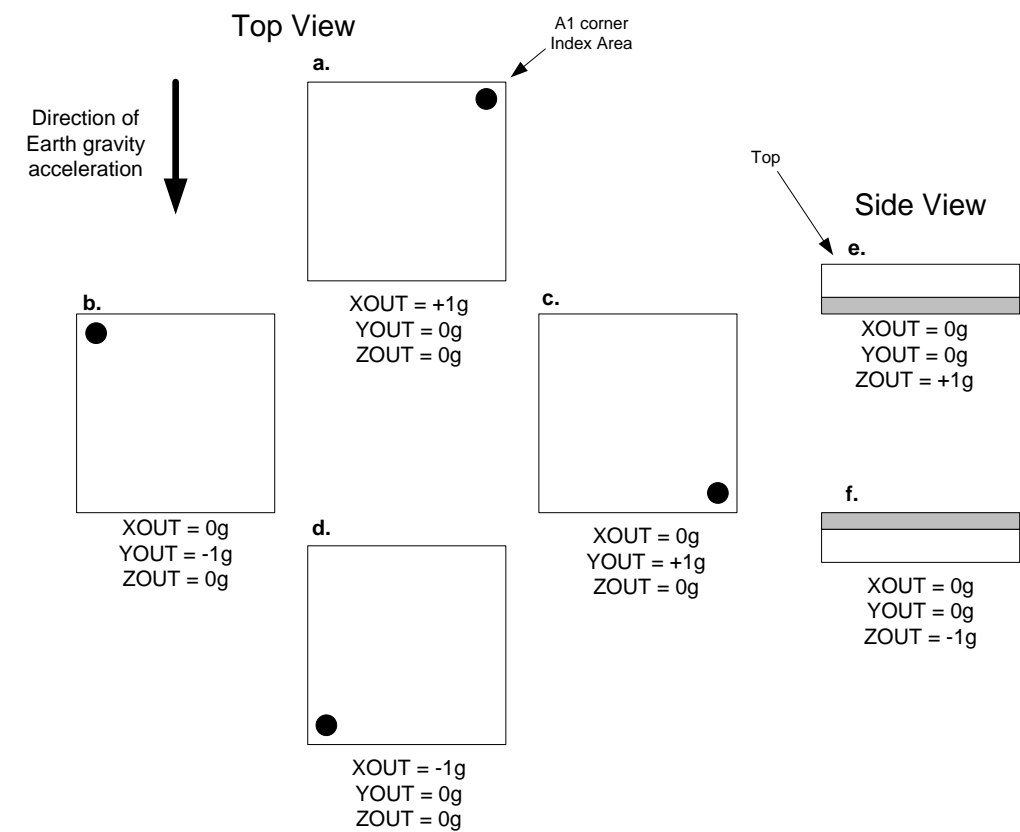 Top View
A1 corner
Index Area
a.
Direction of
Earth gravity
acceleration
XOUT = +1g
YOUT = 0g
ZOUT = 0g
b.
XOUT = 0g
YOUT = -1g
ZOUT = 0g
c.
XOUT = 0g
YOUT = +1g
ZOUT = 0g
d.
XOUT = -1g
YOUT = 0g
ZOUT = 0g
Top
Side View
e.
XOUT = 0g
YOUT = 0g
ZOUT = +1g
f.
XOUT = 0g
YOUT = 0g
ZOUT = -1g